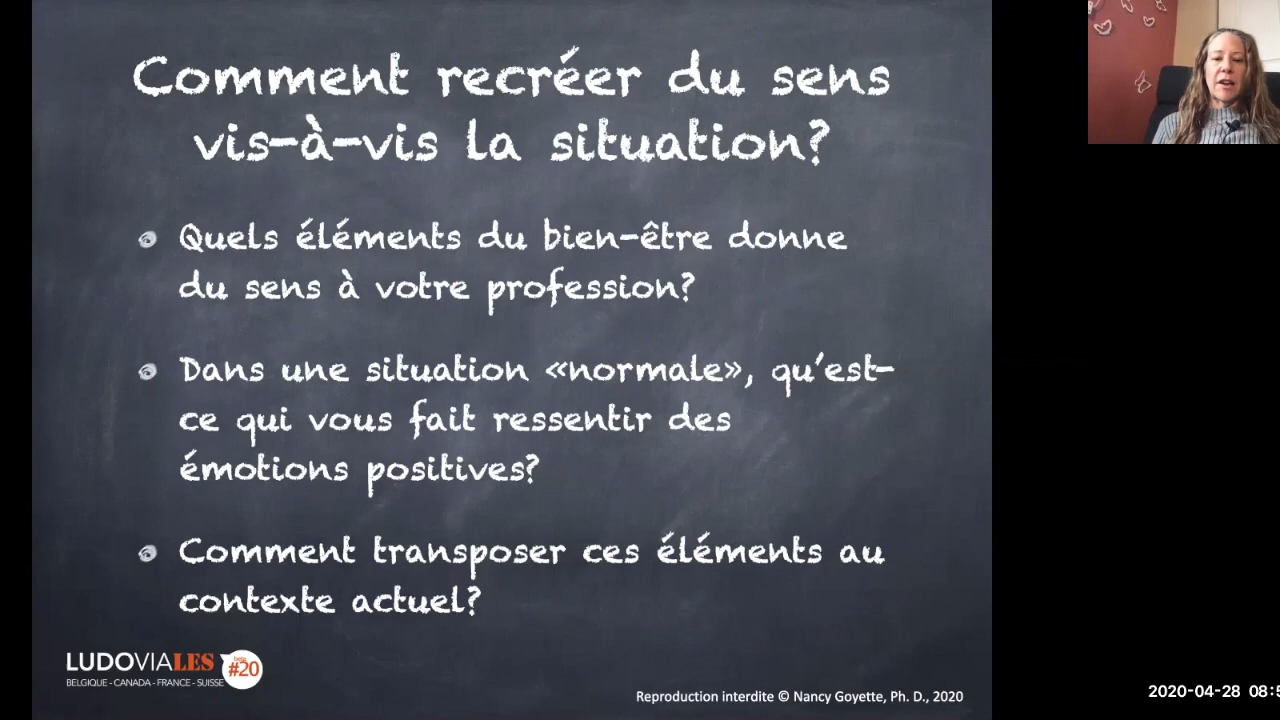 Comment recréer du sens
vis-à-vis la situation?
Quels éléments du bien-être donne
du sens à votre profession?
Dans une situation «normale», qu'est-
ce qui vous fait ressentir des
émotions positives?
Comment transposer ces éléments au
contexte actuel?
LUDOVIALES
#20
BELGIQUE - CANADA - FRANCE - SUISSE
Reproduction interdite © Nancy Goyette, Ph. D., 2020
2020-04-28 08:5